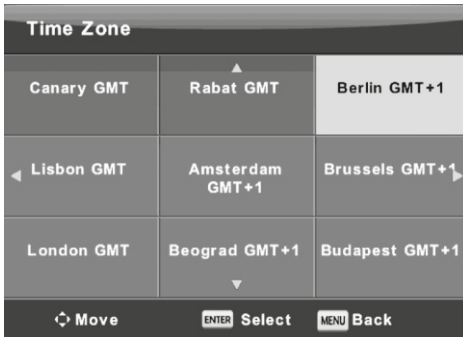 Time Zone
Canary GMT
Rabat GMT
Berlin GMT+1
Lisbon GMT
Amsterdam
GMT+1
Brussels GMT+1
London GMT
Beograd GMT+1
Budapest GMT+1
Move
ENTER Select
MENU Back